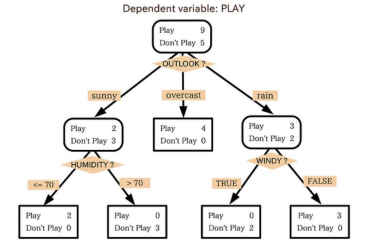 Dependent variable: PLAY
Play 9
Don't Play 5
OUTLOOK ?
sunny
overcast
rain
Play 2
Don't Play 3
Play 4
Don't Play 0
Play 3
Don't Play 2
HUMIDITY ?
WINDY ?
<= 70
> 70
TRUE
FALSE
Play 2
Don't Play 0
Play 0
Don't Play 3
Play 0
Don't Play 2
Play 3
Don't Play 0